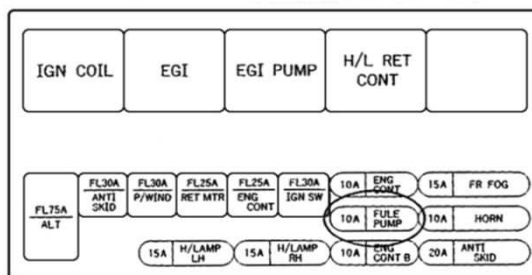 IGN COIL
EGI
EGI PUMP
H/L RET
CONT
FL75A
ALT
FL30A
ANTI
SKID
FL30A
P/WIND
FL25A
RET MTR
FL25A
ENG
CONT
FL30A
IGN SW
10A ENG
CONT
15A FR FOG
10A FULE
PUMP
10A HORN
15A H/LAMP
LH
15A H/LAMP
RH
10A ENG
CONT B
20A ANTI
SKID